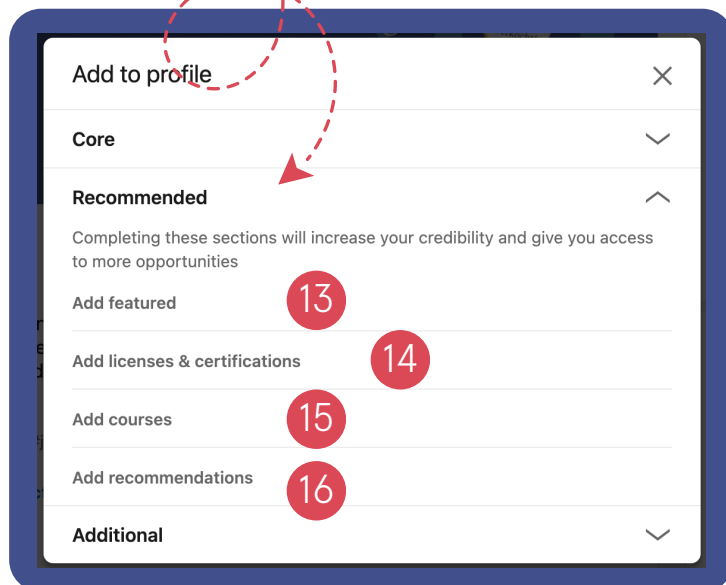 Add to profile
Core
Recommended
Completing these sections will increase your credibility and give you access
to more opportunities
Add featured 13
Add licenses & certifications 14
Add courses 15
Add recommendations 16
Additional